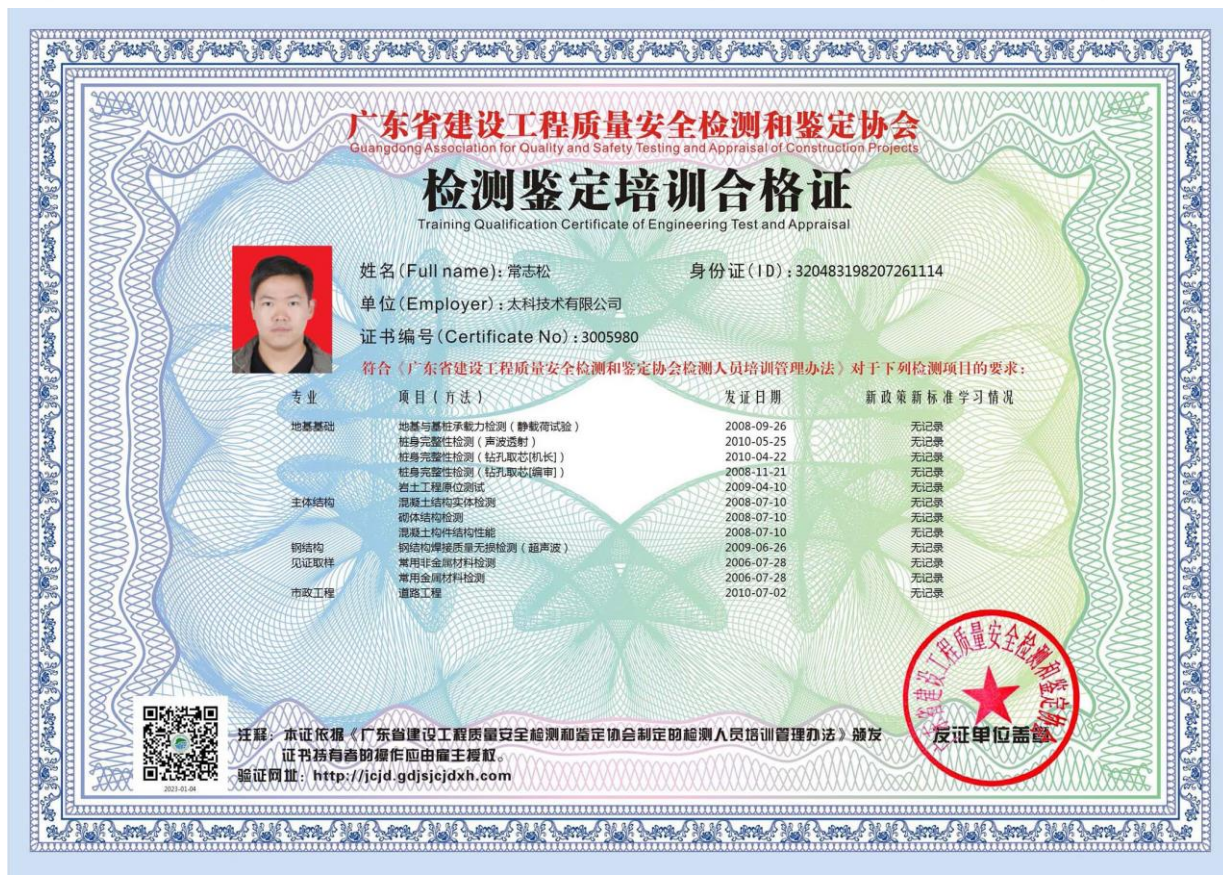 广东省建设工程质量安全检测和鉴定协会
Guangdong Association for Quality and Safety Testing and Appraisal of Construction Projects
检测鉴定培训合格证
Training Qualification Certificate of Engineering Test and Appraisal
姓名(Full name):常志松 身份证(ID):320483198207261114
单位(Employer):太科技术有限公司
证书编号(Certificate No):3005980
符合《广东省建设工程质量安全检测和鉴定协会检测人员培训管理办法》对于下列检测项目的要求:
专业 项目(方法) 发证日期 新政策新标准学习情况
地基基础 地基与基桩承载力检测(静载荷试验) 2008-09-26 无记录
桩身完整性检测(声波透射) 2010-05-25 无记录
桩身完整性检测(钻孔取芯[机长]) 2010-04-22 无记录
桩身完整性检测(钻孔取芯[编审]) 2008-11-21 无记录
岩土工程原位测试 2009-04-10 无记录
主体结构 混凝土结构实体检测 2008-07-10 无记录
砌体结构检测 2008-07-10 无记录
混凝土构件结构性能 2008-07-10 无记录
钢结构 钢结构焊接质量无损检测(超声波) 2009-06-26 无记录
见证取样 常用非金属材料检测 2006-07-28 无记录
常用金属材料检测 2006-07-28 无记录
市政工程 道路工程 2010-07-02 无记录
广东省建设工程质量安全检测和鉴定协会
注释:本证依据《广东省建设工程质量安全检测和鉴定协会制定的检测人员培训管理办法》颁发 发证单位盖章
证书持有者的操作应由雇主授权。
验证网址:http://jcjd.gdjsjcjdxh.com
2023-01-04